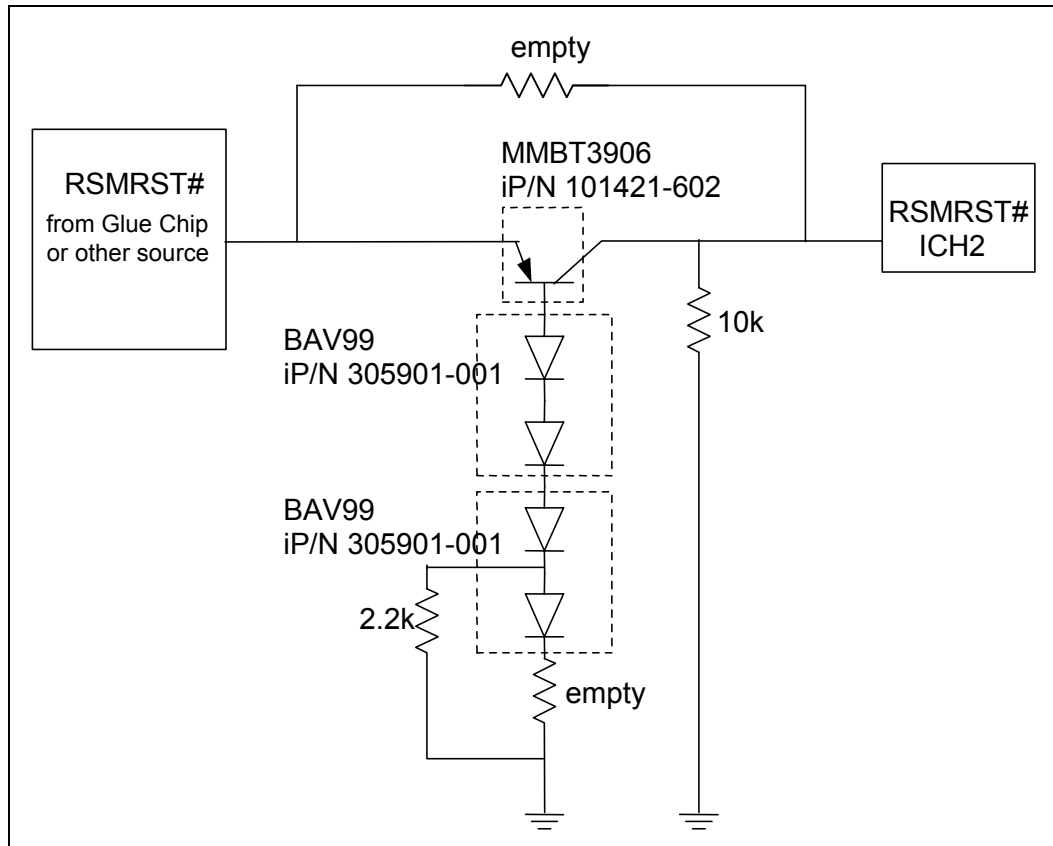 empty
MMBT3906
iP/N 101421-602
RSMRST#
from Glue Chip
or other source
RSMRST#
ICH2
10k
BAV99
iP/N 305901-001
BAV99
iP/N 305901-001
2.2k
empty